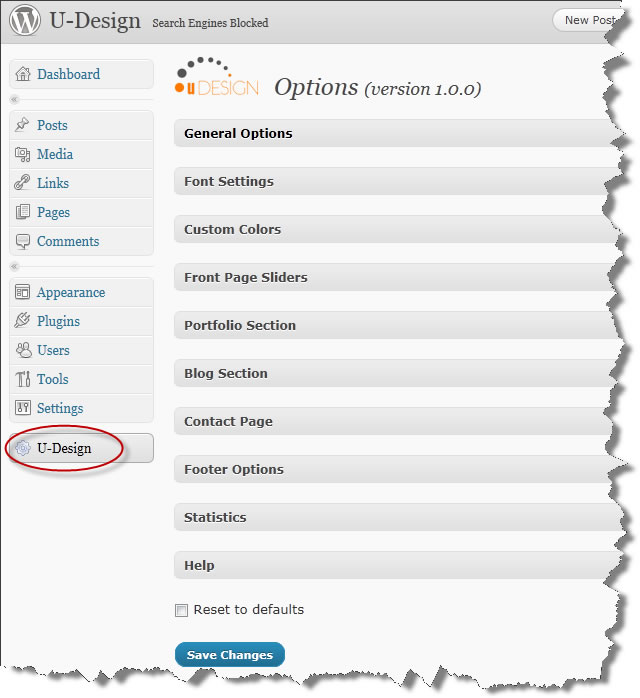 U-Design Search Engines Blocked
New Post
Dashboard
Posts
Media
Links
Pages
Comments
Appearance
Plugins
Users
Tools
Settings
U-Design
uDESIGN Options (version 1.0.0)
General Options
Font Settings
Custom Colors
Front Page Sliders
Portfolio Section
Blog Section
Contact Page
Footer Options
Statistics
Help
Reset to defaults
Save Changes